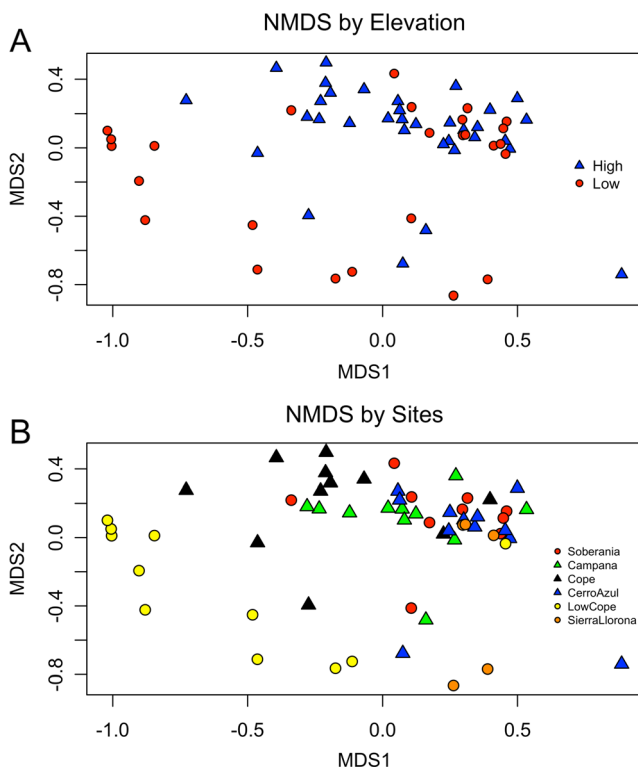 A
NMDS by Elevation
MDS2
0.4
0.0
-0.4
-0.8
High
Low
-1.0 -0.5 0.0 0.5
MDS1
B
NMDS by Sites
MDS2
0.4
0.0
-0.4
-0.8
Soberania
Campana
Cope
CerroAzul
LowCope
SierraLlorona
-1.0 -0.5 0.0 0.5
MDS1